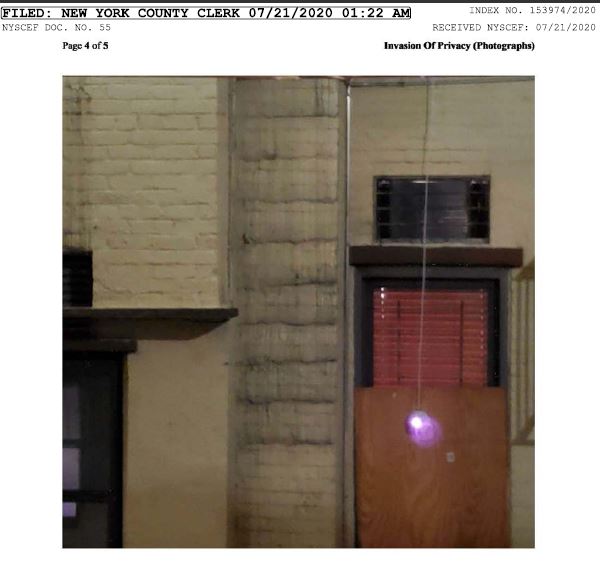 FILED: NEW YORK COUNTY CLERK 07/21/2020 01:22 AM
INDEX NO. 153974/2020
NYSCEF DOC. NO. 55
RECEIVED NYSCEF: 07/21/2020
Page 4 of 5
Invasion Of Privacy (Photographs)